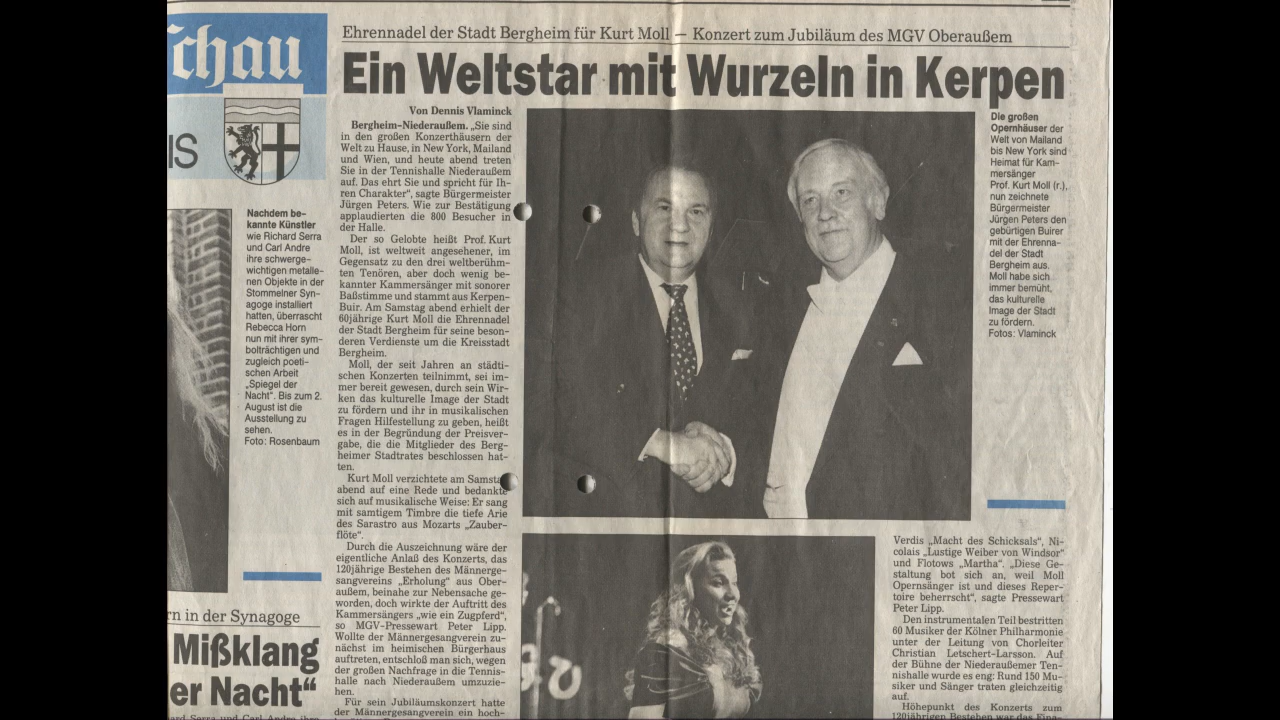 schau
IS
Nachdem be-
kannte Künstler
wie Richard Serra
und Carl Andre
ihre schwerge-
wichtigen metalle-
nen Objekte in der
Stommelner Syn-
agoge installiert
hatten, überrascht
Rebecca Horn
nun mit ihrer sym-
bolträchtigen und
zugleich poeti-
schen Arbeit
„Spiegel der
Nacht“. Bis zum 2.
August ist die
Ausstellung zu
sehen.
Foto: Rosenbaum
rn in der Synagoge
Mißklang
er Nacht“
Ehrennadel der Stadt Bergheim für Kurt Moll — Konzert zum Jubiläum des MGV Oberaußem
Ein Weltstar mit Wurzeln in Kerpen
Von Dennis Vlaminck
Bergheim-Niederaußem. „Sie sind
in den großen Konzerthäusern der
Welt zu Hause, in New York, Mailand
und Wien, und heute abend treten
Sie in der Tennishalle Niederaußem
auf. Das ehrt Sie und spricht für Ih-
ren Charakter“, sagte Bürgermeister
Jürgen Peters. Wie zur Bestätigung
applaudierten die 800 Besucher in
der Halle.
Der so Gelobte heißt Prof. Kurt
Moll, ist weltweit angesehener, im
Gegensatz zu den drei weltberühm-
ten Tenören, aber doch wenig be-
kannter Kammersänger mit sonorer
Baßstimme und stammt aus Kerpen-
Buir. Am Samstag abend erhielt der
60jährige Kurt Moll die Ehrennadel
der Stadt Bergheim für seine beson-
deren Verdienste um die Kreisstadt
Bergheim.
Moll, der seit Jahren an städti-
schen Konzerten teilnimmt, sei im-
mer bereit gewesen, durch sein Wir-
ken das kulturelle Image der Stadt
zu fördern und ihr in musikalischen
Fragen Hilfestellung zu geben, heißt
es in der Begründung der Preisver-
gabe, die die Mitglieder des Berg-
heimer Stadtrates beschlossen hat-
ten.
Kurt Moll verzichtete am Samsta
abend auf eine Rede und bedankte
sich auf musikalische Weise: Er sang
mit samtigem Timbre die tiefe Arie
des Sarastro aus Mozarts „Zauber-
flöte“.
Durch die Auszeichnung wäre der
eigentliche Anlaß des Konzerts, das
120jährige Bestehen des Männerge-
sangvereins „Erholung“ aus Ober-
außem, beinahe zur Nebensache ge-
worden, doch wirkte der Auftritt des
Kammersängers „wie ein Zugpferd“,
so MGV-Pressewart Peter Lipp.
Wollte der Männergesangverein zu-
nächst im heimischen Bürgerhaus
auftreten, entschloß man sich, wegen
der großen Nachfrage in die Tennis-
halle nach Niederaußem umzuzie-
hen.
Für sein Jubiläumskonzert hatte
der Männergesangverein ein hoch-
Die großen
Opernhäuser der
Welt von Mailand
bis New York sind
Heimat für Kam-
mersänger
Prof. Kurt Moll (r.),
nun zeichnete
Bürgermeister
Jürgen Peters den
gebürtigen Buirer
mit der Ehrenna-
del der Stadt
Bergheim aus.
Moll habe sich
immer bemüht,
das kulturelle
Image der Stadt
zu fördern.
Fotos: Vlaminck
Verdis „Macht des Schicksals“, Ni-
colais „Lustige Weiber von Windsor“
und Flotows „Martha“. „Diese Ge-
staltung bot sich an, weil Moll
Opernsänger ist und dieses Reper-
toire beherrscht“, sagte Pressewart
Peter Lipp.
Den instrumentalen Teil bestritten
60 Musiker der Kölner Philharmonie
unter der Leitung von Chorleiter
Christian Letschert-Larsson. Auf
der Bühne der Niederaußemer Ten-
nishalle wurde es eng: Rund 150 Mu-
siker und Sänger traten gleichzeitig
auf.
Höhepunkt des Konzerts zum
120jährigen Bestehen war das Fina-